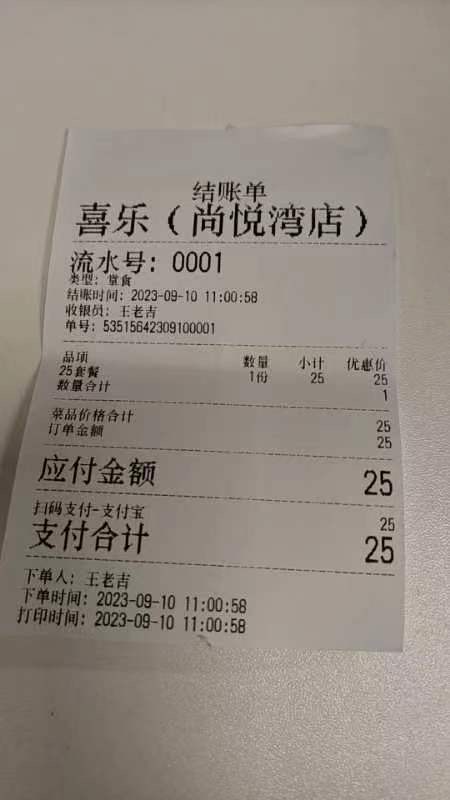 结账单
喜乐（尚悦湾店）
流水号: 0001
类型: 堂食
结账时间: 2023-09-10 11:00:58
收银员: 王老吉
单号: 53515642309100001
品项 数量 小计 优惠价
25套餐 1份 25 25
数量合计 1
菜品价格合计 25
订单金额 25
应付金额 25
扫码支付-支付宝 25
支付合计 25
下单人: 王老吉
下单时间: 2023-09-10 11:00:58
打印时间: 2023-09-10 11:00:58